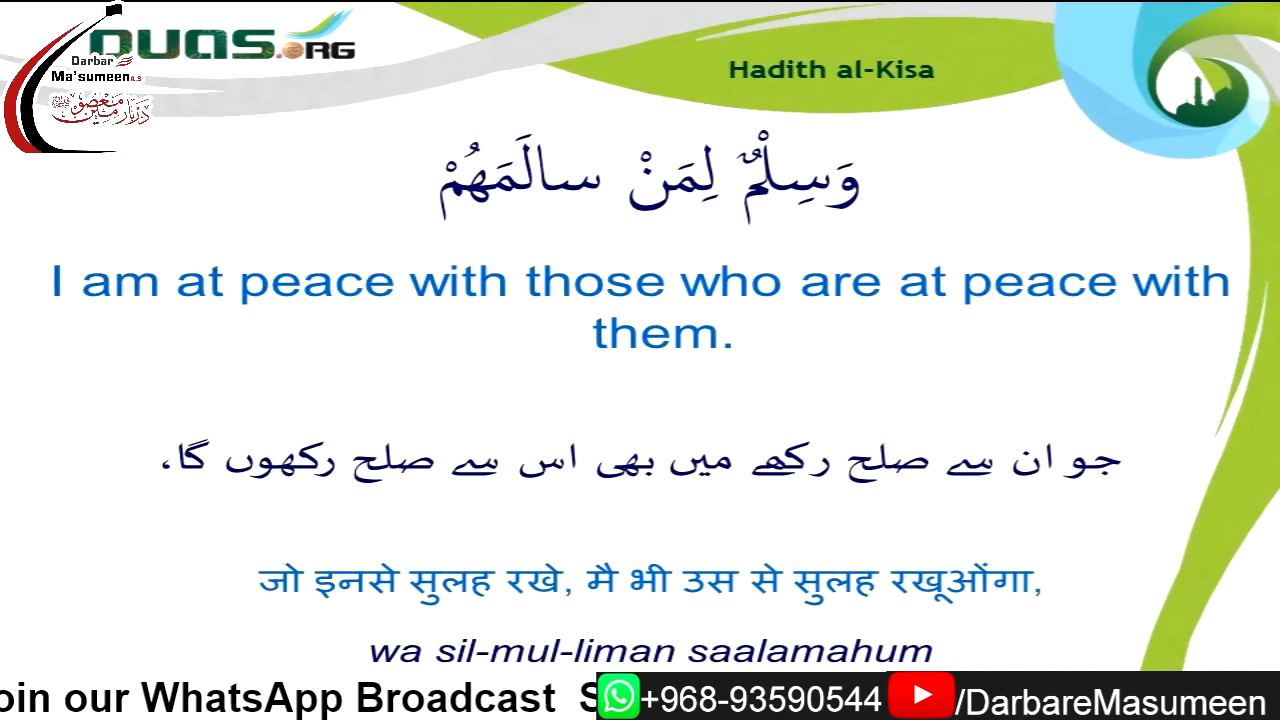 DUAS.ORG
Darbar
Ma'sumeen A.S
دربار معصومین
Hadith al-Kisa
وَسِلْمٌ لِمَنْ سالَمَهُمْ
I am at peace with those who are at peace with
them.
جو ان سے صلح رکھے میں بھی اس سے صلح رکھوں گا،
जो इनसे सुलह रखे, मै भी उस से सुलह रखूओंगा,
wa sil-mul-liman saalamahum
oin our WhatsApp Broadcast S
+968-93590544
/DarbareMasumeen